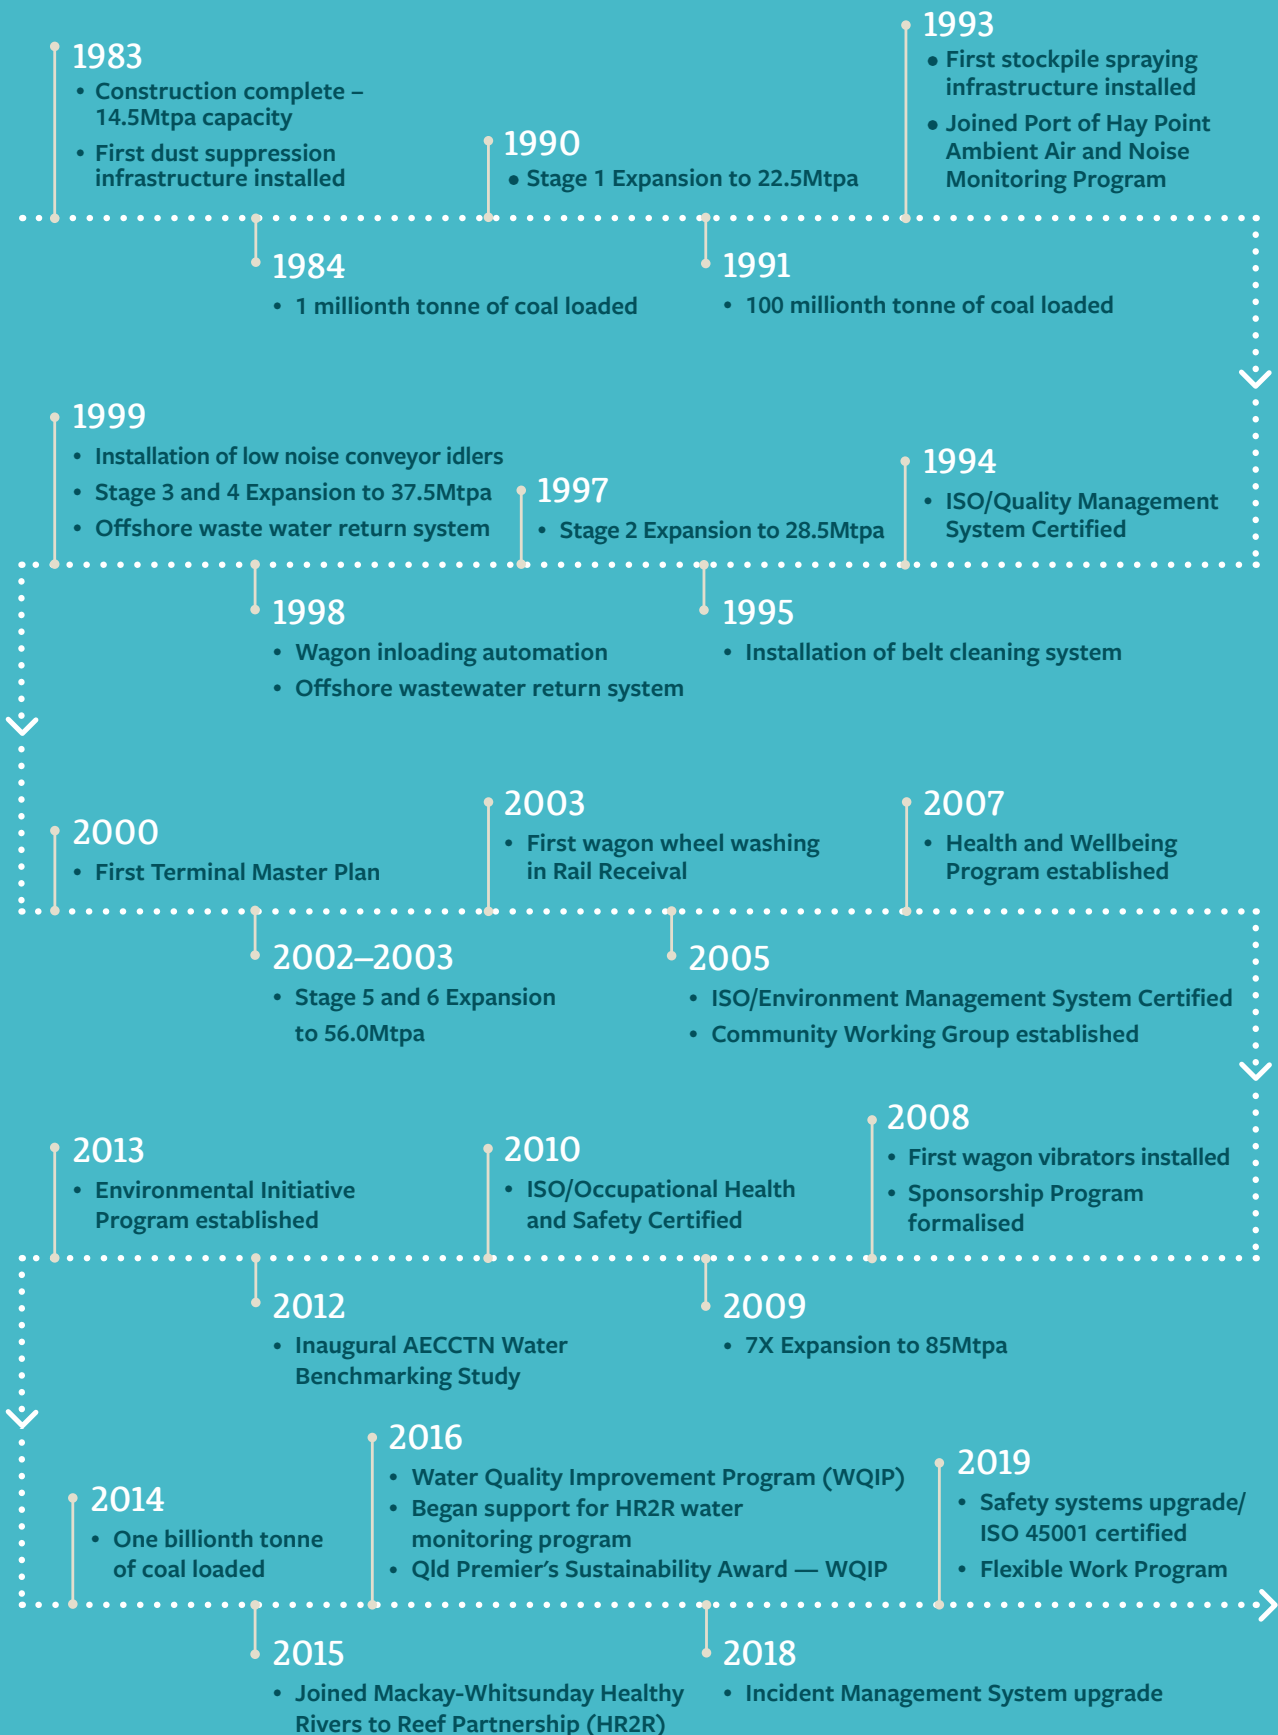 1983
• Construction complete –
14.5Mtpa capacity
• First dust suppression
infrastructure installed
1984
• 1 millionth tonne of coal loaded
1990
• Stage 1 Expansion to 22.5Mtpa
1991
• 100 millionth tonne of coal loaded
1993
• First stockpile spraying
infrastructure installed
• Joined Port of Hay Point
Ambient Air and Noise
Monitoring Program
1994
• ISO/Quality Management
System Certified
1995
• Installation of belt cleaning system
1997
• Stage 2 Expansion to 28.5Mtpa
1998
• Wagon inloading automation
• Offshore wastewater return system
1999
• Installation of low noise conveyor idlers
• Stage 3 and 4 Expansion to 37.5Mtpa
• Offshore waste water return system
2000
• First Terminal Master Plan
2002–2003
• Stage 5 and 6 Expansion
to 56.0Mtpa
2003
• First wagon wheel washing
in Rail Receival
2005
• ISO/Environment Management System Certified
• Community Working Group established
2007
• Health and Wellbeing
Program established
2008
• First wagon vibrators installed
• Sponsorship Program
formalised
2009
• 7X Expansion to 85Mtpa
2010
• ISO/Occupational Health
and Safety Certified
2012
• Inaugural AECCTN Water
Benchmarking Study
2013
• Environmental Initiative
Program established
2014
• One billionth tonne
of coal loaded
2015
• Joined Mackay-Whitsunday Healthy
Rivers to Reef Partnership (HR2R)
2016
• Water Quality Improvement Program (WQIP)
• Began support for HR2R water
monitoring program
• Qld Premier's Sustainability Award — WQIP
2018
• Incident Management System upgrade
2019
• Safety systems upgrade/
ISO 45001 certified
• Flexible Work Program